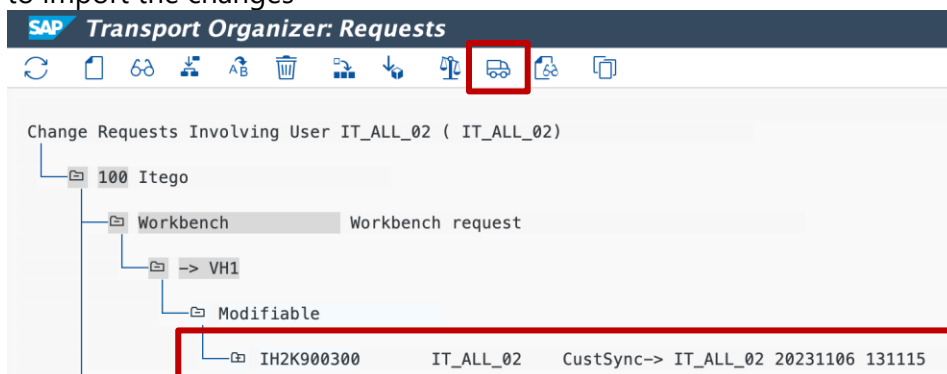 to import the changes
SAP Transport Organizer: Requests
Change Requests Involving User IT_ALL_02 ( IT_ALL_02)
100 Itego
Workbench Workbench request
-> VH1
Modifiable
IH2K900300 IT_ALL_02 CustSync-> IT_ALL_02 20231106 131115